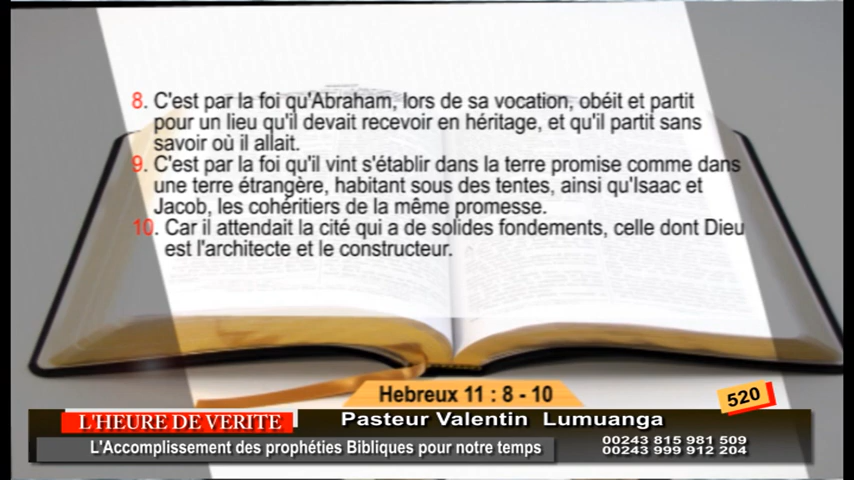 8. C'est par la foi qu'Abraham, lors de sa vocation, obéit et partit
pour un lieu qu'il devait recevoir en héritage, et qu'il partit sans
savoir où il allait.
9. C'est par la foi qu'il vint s'établir dans la terre promise comme dans
une terre étrangère, habitant sous des tentes, ainsi qu'Isaac et
Jacob, les cohéritiers de la même promesse.
10. Car il attendait la cité qui a de solides fondements, celle dont Dieu
est l'architecte et le constructeur.
Hebreux 11 : 8 - 10
520
L'HEURE DE VERITE
Pasteur Valentin Lumuanga
L'Accomplissement des prophéties Bibliques pour notre temps
00243 815 981 509
00243 999 912 204